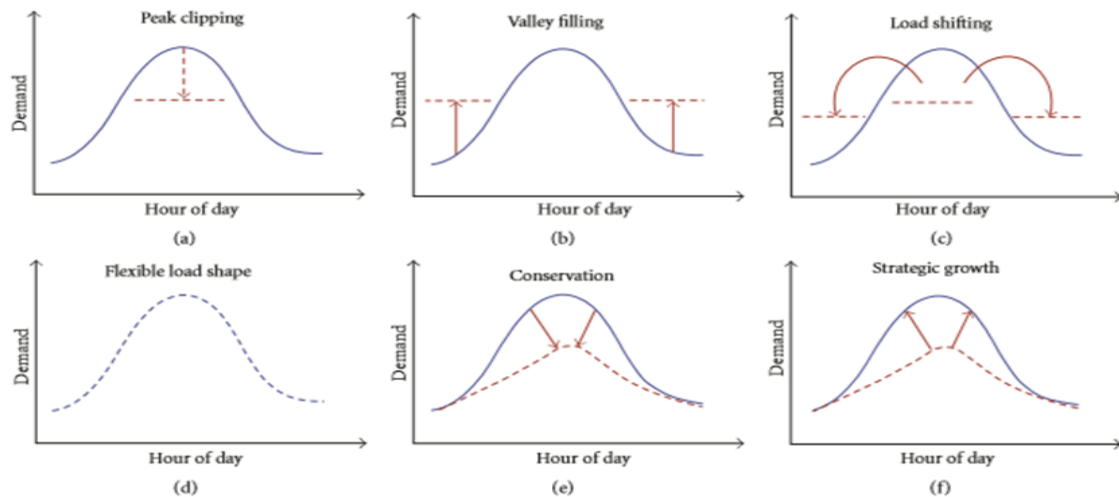 Peak clipping
Demand
Hour of day
(a)
Valley filling
Demand
Hour of day
(b)
Load shifting
Demand
Hour of day
(c)
Flexible load shape
Demand
Hour of day
(d)
Conservation
Demand
Hour of day
(e)
Strategic growth
Demand
Hour of day
(f)